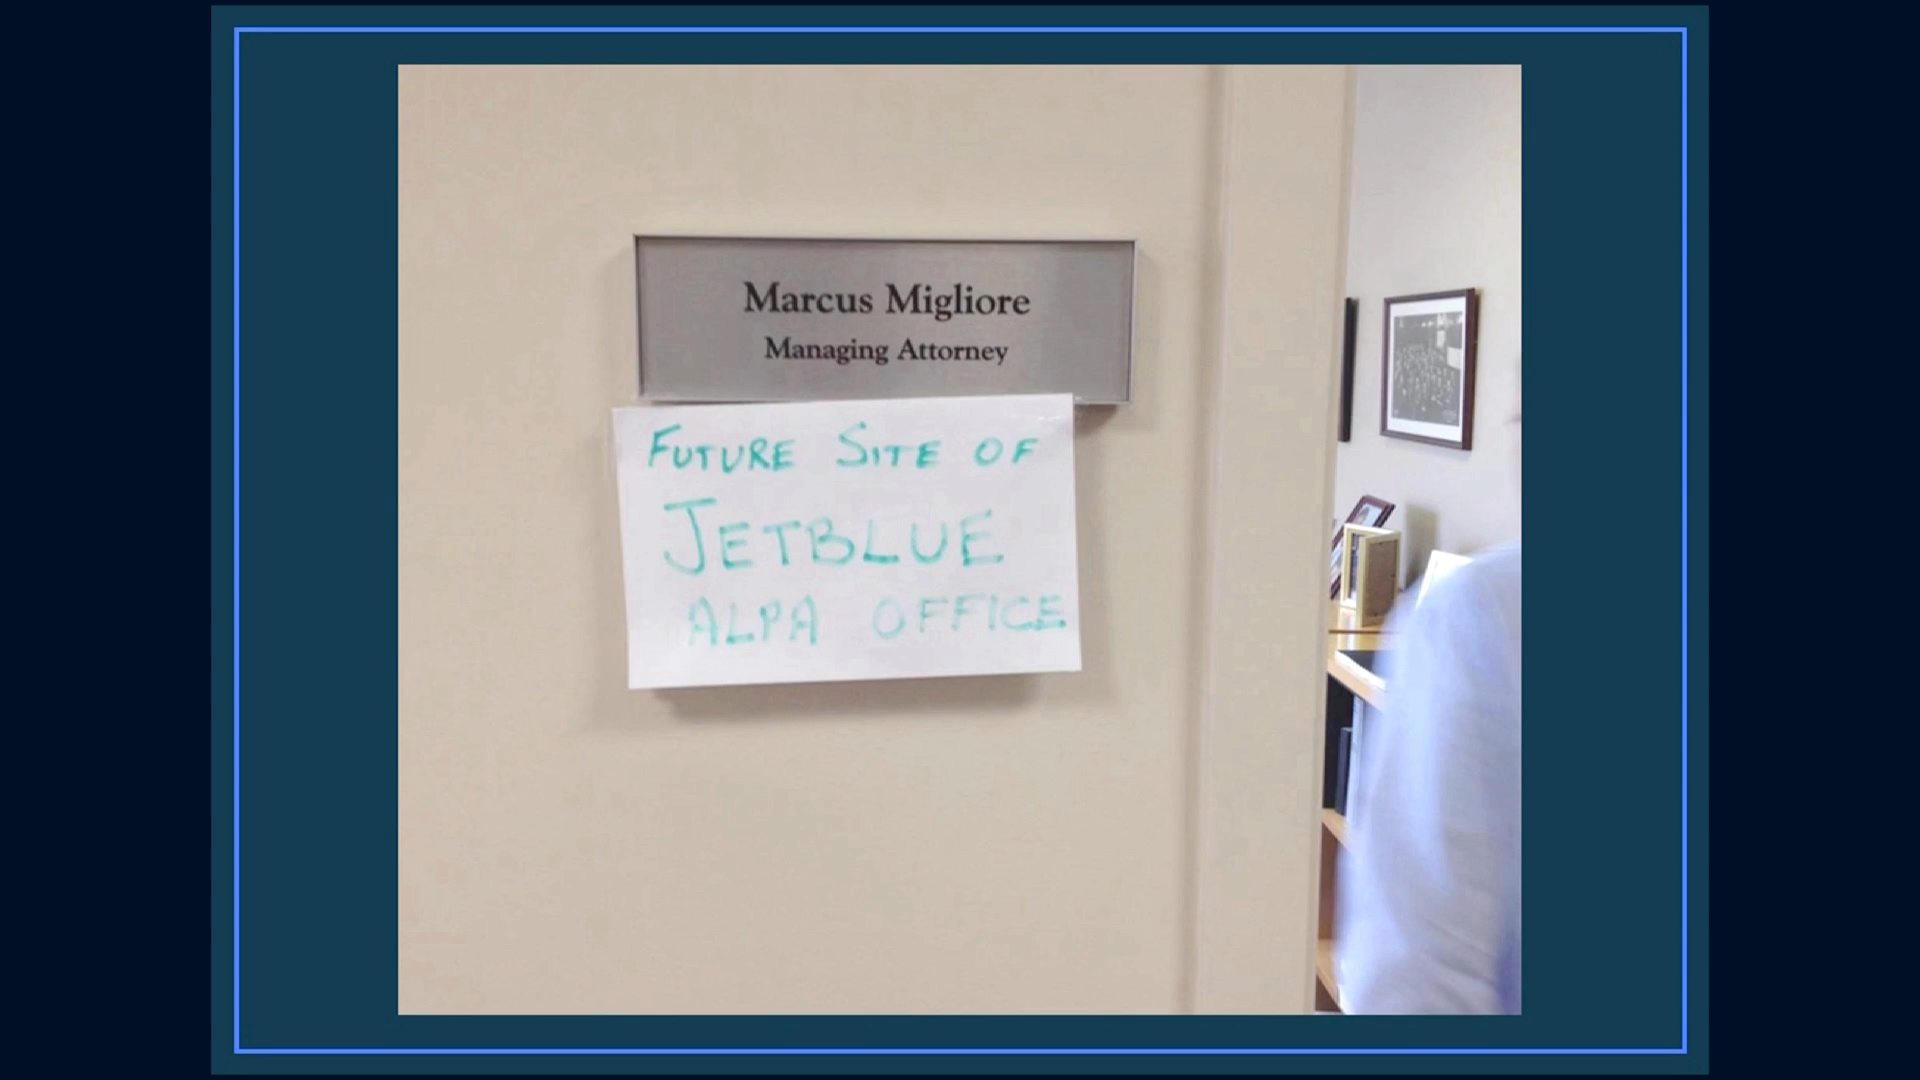 Marcus Migliore
Managing Attorney
FUTURE SITE OF
JETBLUE
ALPA OFFICE